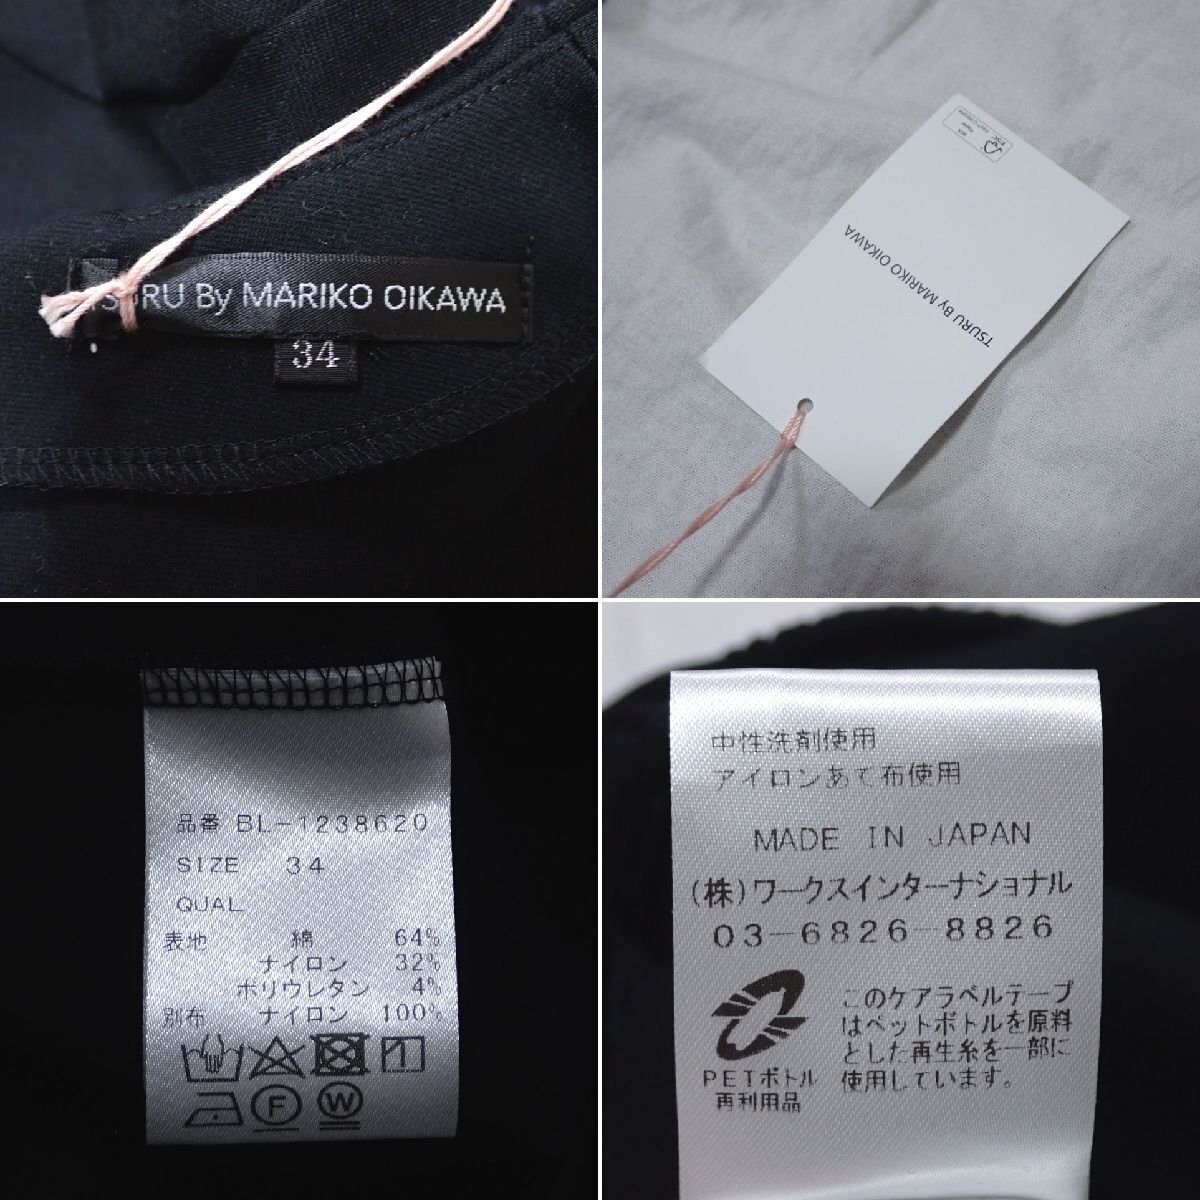 TSURU By MARIKO OIKAWA
34
MIX
Paper
FSC
TSURU By MARIKO OIKAWA
品番 BL-1238620
SIZE 34
QUAL
表地 綿 64%
ナイロン 32%
ポリウレタン 4%
別布 ナイロン 100%
F
W
中性洗剤使用
アイロンあて布使用
MADE IN JAPAN
(株)ワークスインターナショナル
03-6826-8826
このケアラベルテープ
はペットボトルを原料
とした再生糸を一部に
使用しています。
PETボトル
再利用品